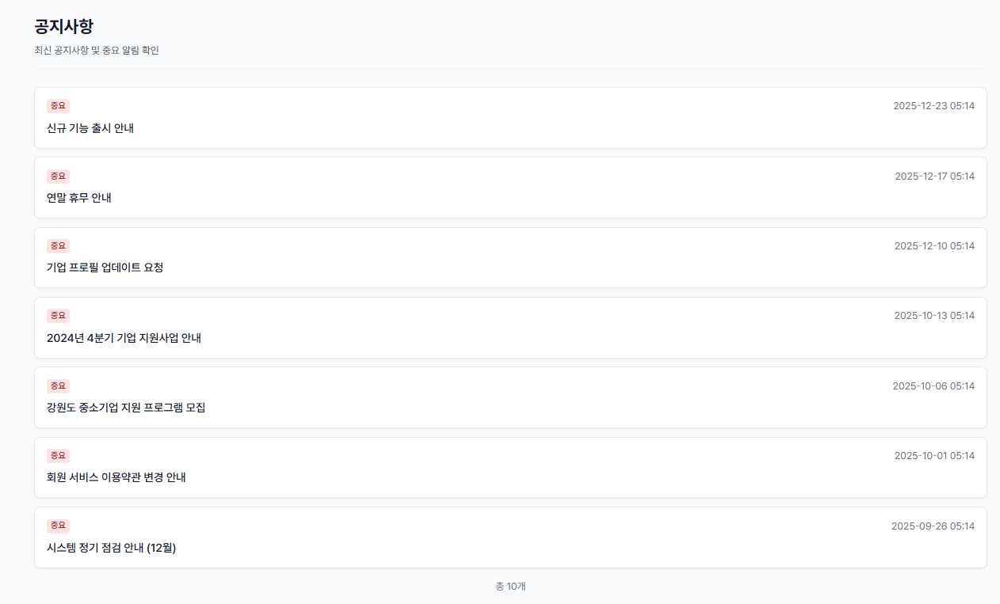 공지사항
최신 공지사항 및 중요 알림 확인
중요
2025-12-23 05:14
신규 기능 출시 안내
중요
2025-12-17 05:14
연말 휴무 안내
중요
2025-12-10 05:14
기업 프로필 업데이트 요청
중요
2025-10-13 05:14
2024년 4분기 기업 지원사업 안내
중요
2025-10-06 05:14
강원도 중소기업 지원 프로그램 모집
중요
2025-10-01 05:14
회원 서비스 이용약관 변경 안내
중요
2025-09-26 05:14
시스템 정기 점검 안내 (12월)
총 10개